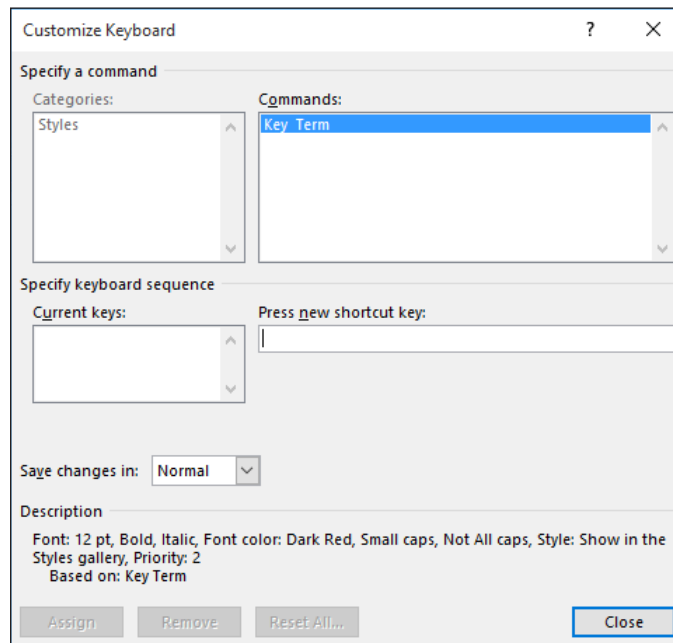 Customize Keyboard ?
Specify a command
Categories: Commands:
Styles Key Term
Specify keyboard sequence
Current keys: Press new shortcut key:
Save changes in: Normal
Description
Font: 12 pt, Bold, Italic, Font color: Dark Red, Small caps, Not All caps, Style: Show in the
Styles gallery, Priority: 2
Based on: Key Term
Assign Remove Reset All... Close